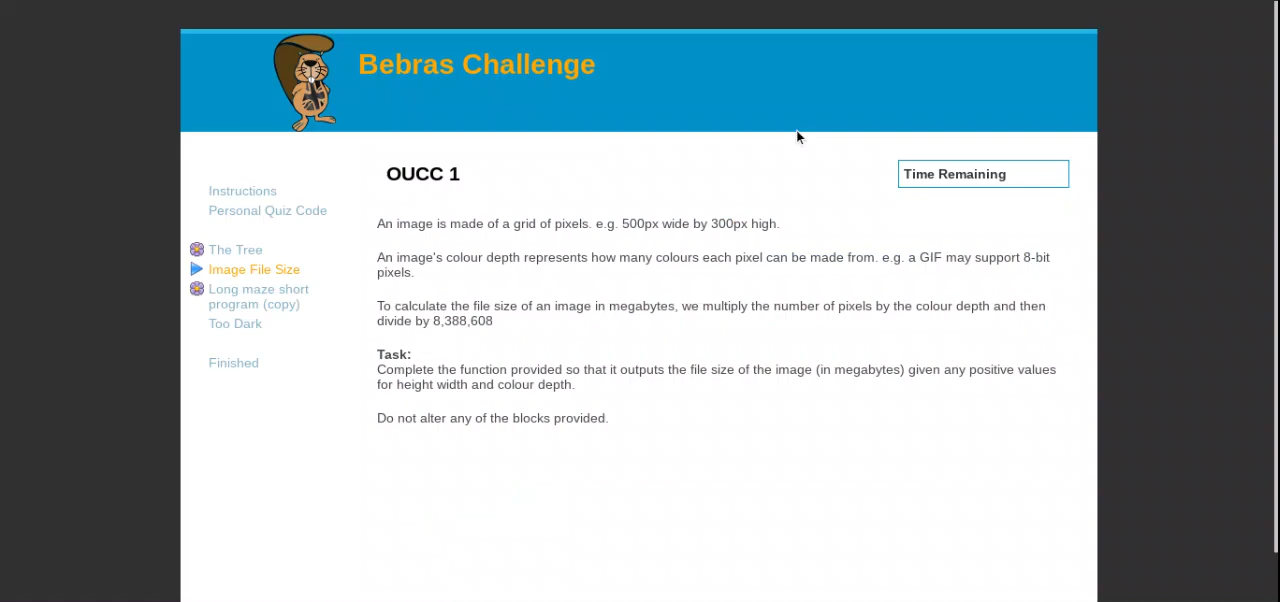 Bebras Challenge
OUCC 1
Time Remaining
Instructions
Personal Quiz Code
The Tree
Image File Size
Long maze short
program (copy)
Too Dark
Finished
An image is made of a grid of pixels. e.g. 500px wide by 300px high.
An image's colour depth represents how many colours each pixel can be made from. e.g. a GIF may support 8-bit
pixels.
To calculate the file size of an image in megabytes, we multiply the number of pixels by the colour depth and then
divide by 8,388,608
Task:
Complete the function provided so that it outputs the file size of the image (in megabytes) given any positive values
for height width and colour depth.
Do not alter any of the blocks provided.